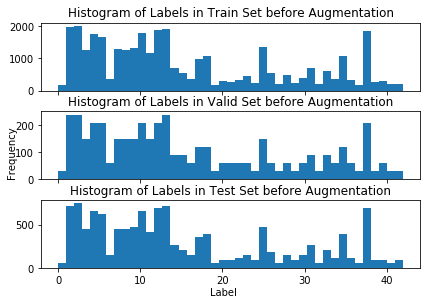 Histogram of Labels in Train Set before Augmentation
2000
1000
0
Histogram of Labels in Valid Set before Augmentation
200
100
0
Frequency
Histogram of Labels in Test Set before Augmentation
500
0
0 10 20 30 40
Label